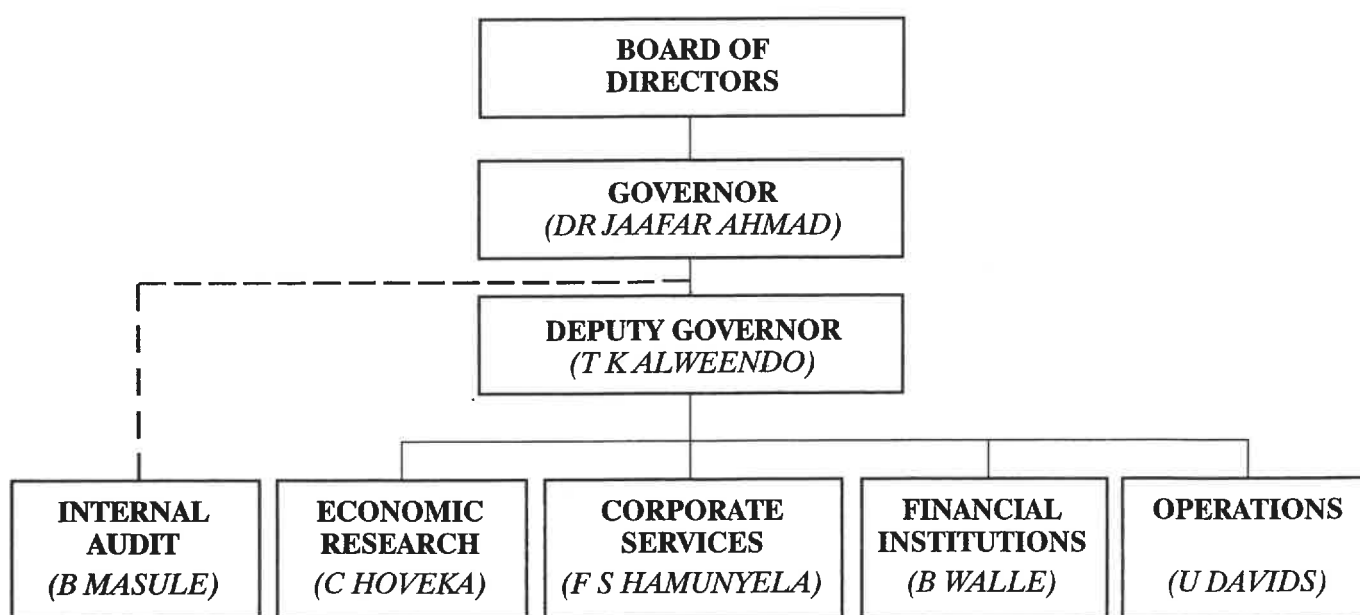 BOARD OF
DIRECTORS
GOVERNOR
(DR JAAFAR AHMAD)
DEPUTY GOVERNOR
(T K ALWEENDO)
INTERNAL
AUDIT
(B MASULE)
ECONOMIC
RESEARCH
(C HOVEKA)
CORPORATE
SERVICES
(F S HAMUNYELA)
FINANCIAL
INSTITUTIONS
(B WALLE)
OPERATIONS
(U DAVIDS)